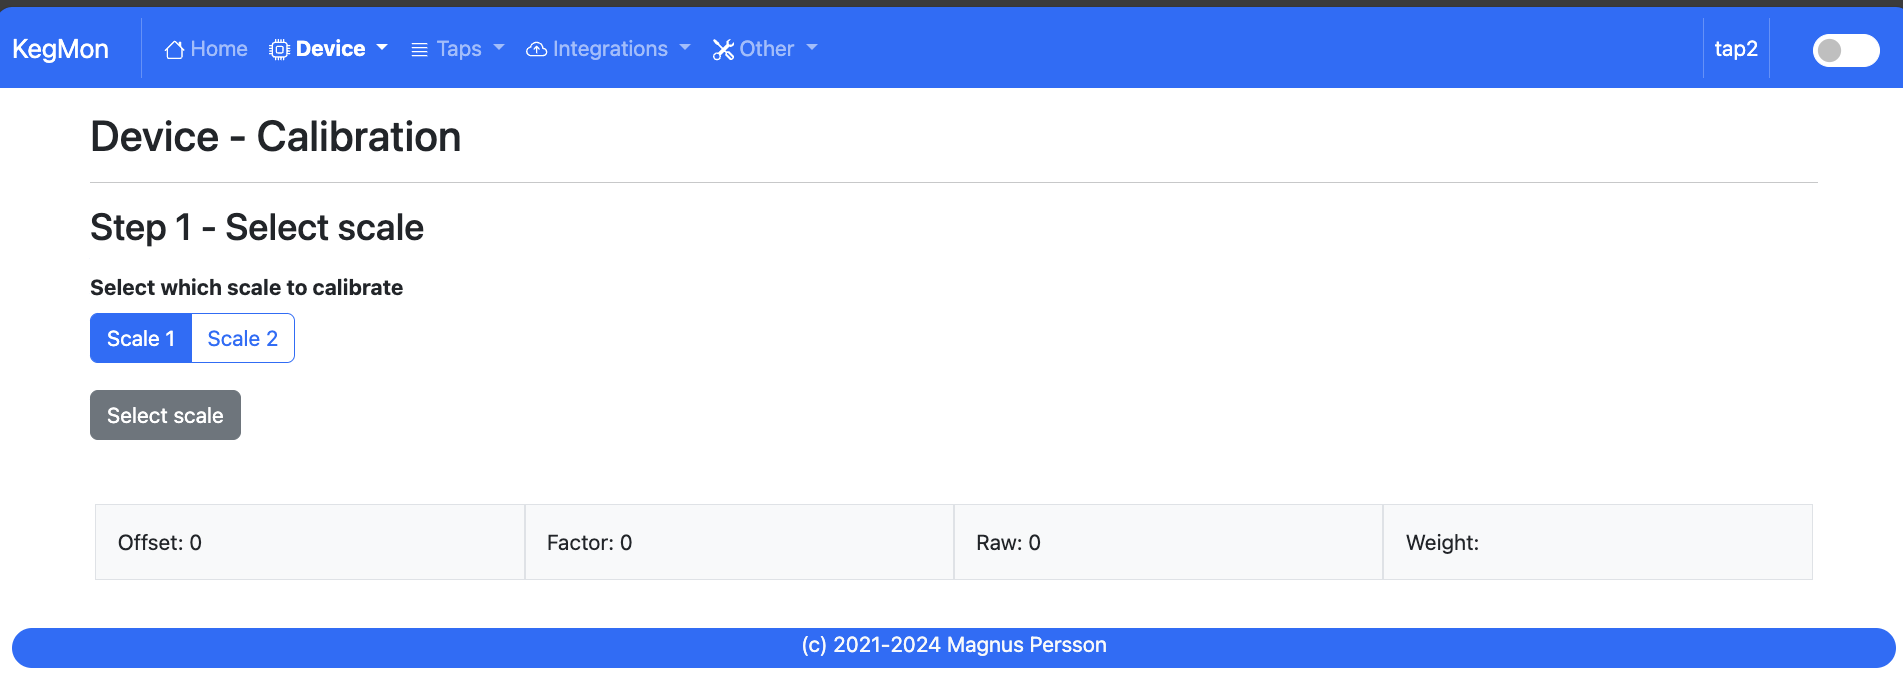 KegMon Home Device Taps Integrations Other tap2
Device - Calibration
Step 1 - Select scale
Select which scale to calibrate
Scale 1 Scale 2
Select scale
Offset: 0 Factor: 0 Raw: 0 Weight:
(c) 2021-2024 Magnus Persson